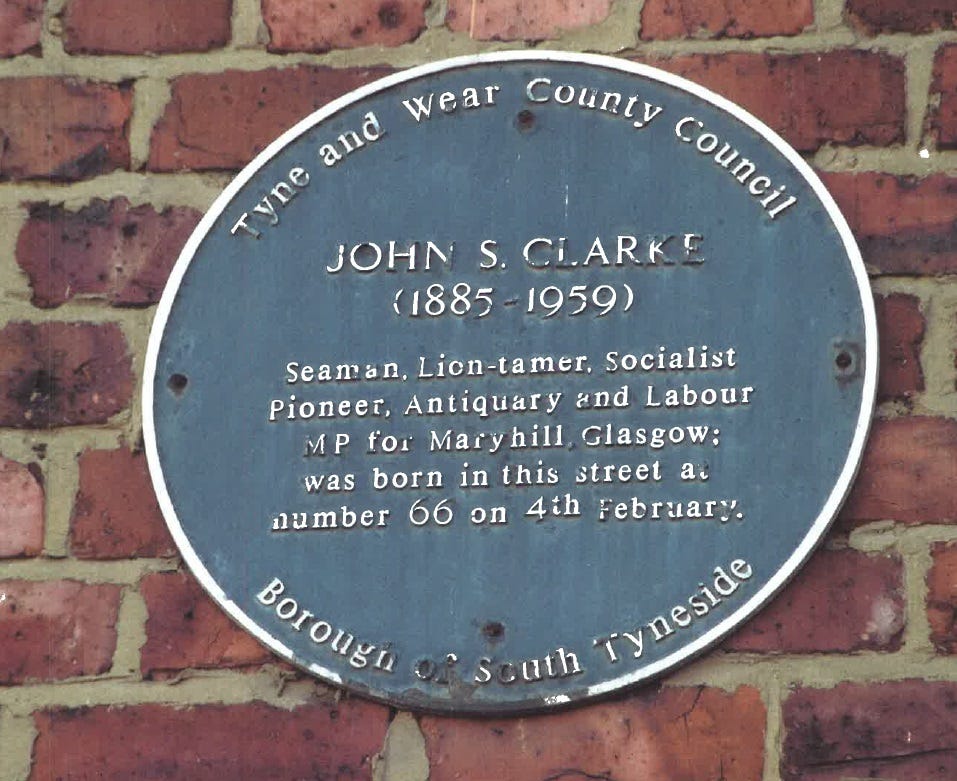 Tyne and Wear County Council
JOHN S. CLARKE
(1885-1959)
Seaman, Lion-tamer, Socialist
Pioneer, Antiquary and Labour
MP for Maryhill, Glasgow;
was born in this street at
number 66 on 4th February.
Borough of South Tyneside